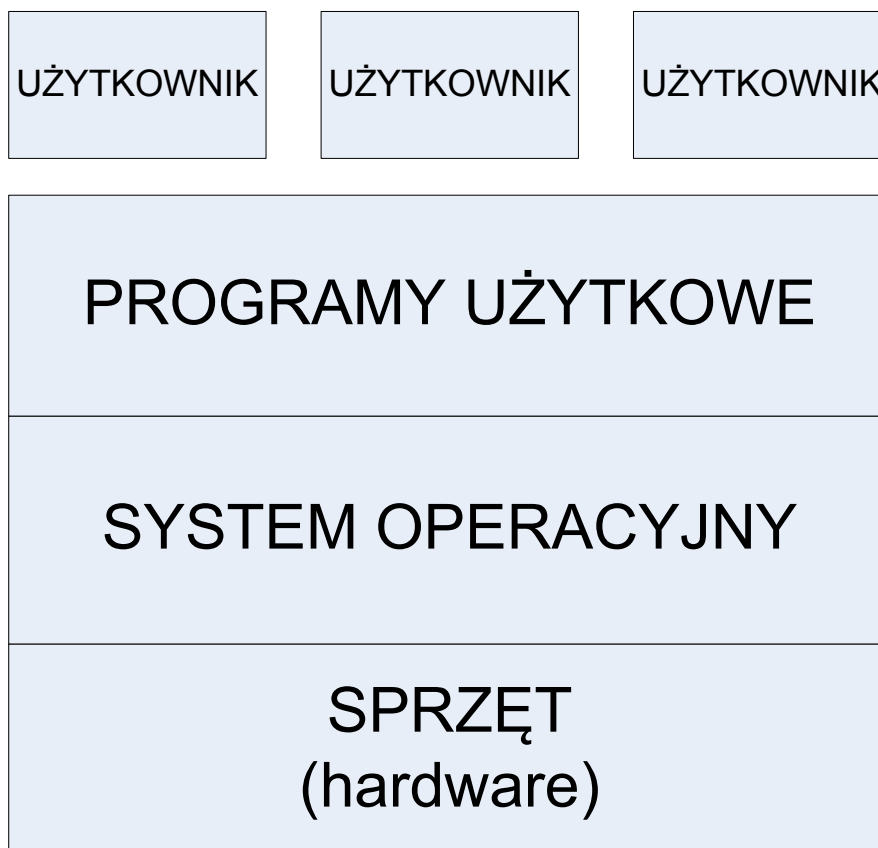 UŻYTKOWNIK UŻYTKOWNIK UŻYTKOWNIK
PROGRAMY UŻYTKOWE
SYSTEM OPERACYJNY
SPRZĘT
(hardware)